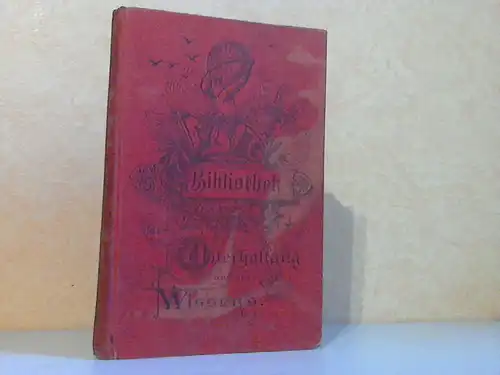 Bibliothek
Unterhaltung
Wissens.